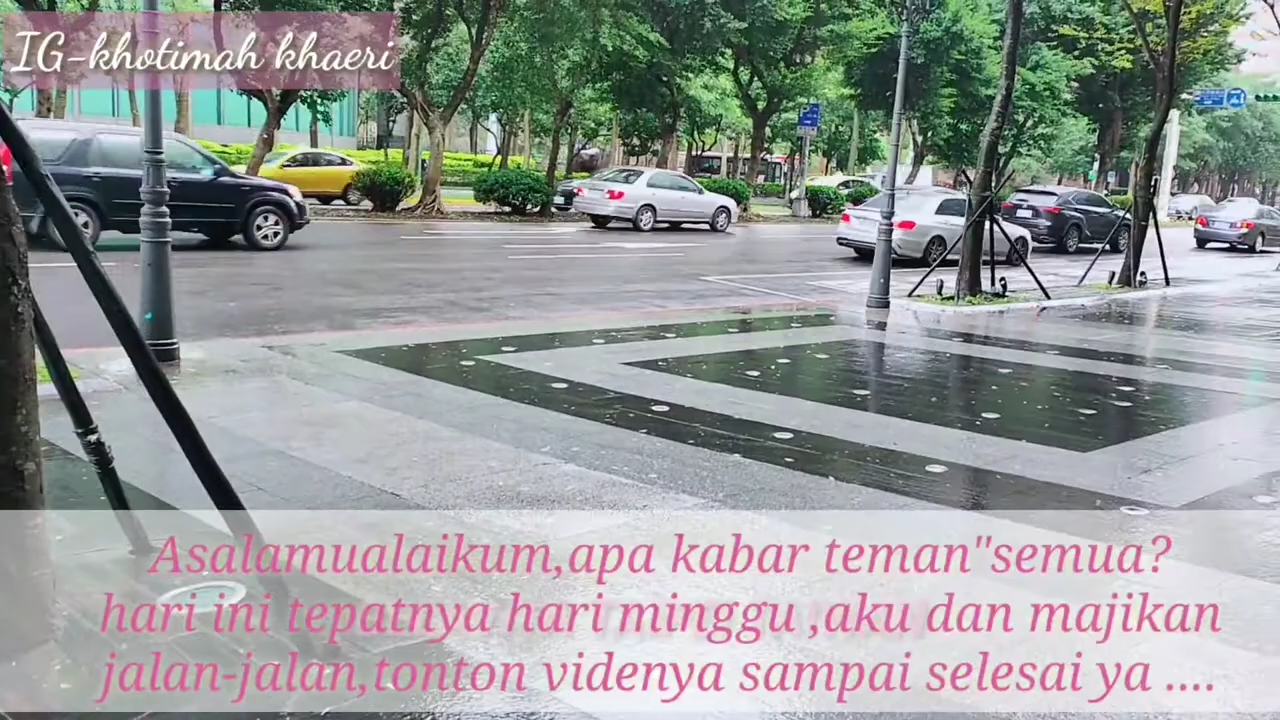 IG-khotimah khaeri
Asalamualaikum,apa kabar teman"semua?
hari ini tepatnya hari minggu ,aku dan majikan
jalan-jalan,tonton videnya sampai selesai ya ....